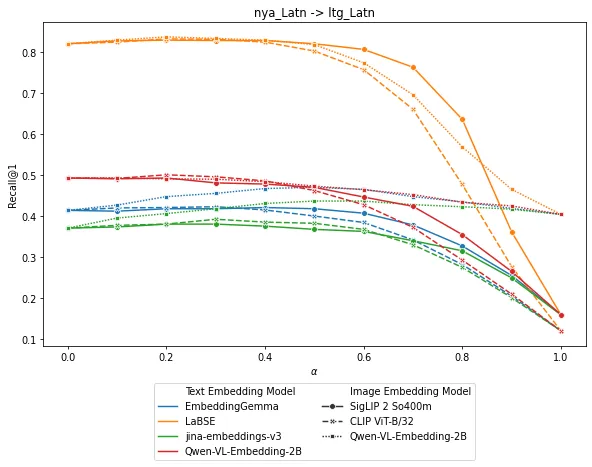 nya_Latn -> ltg_Latn
Recall@1
0.8
0.7
0.6
0.5
0.4
0.3
0.2
0.1
0.0 0.2 0.4 0.6 0.8 1.0
α
Text Embedding Model Image Embedding Model
EmbeddingGemma SigLIP 2 So400m
LaBSE CLIP ViT-B/32
jina-embeddings-v3 Qwen-VL-Embedding-2B
Qwen-VL-Embedding-2B